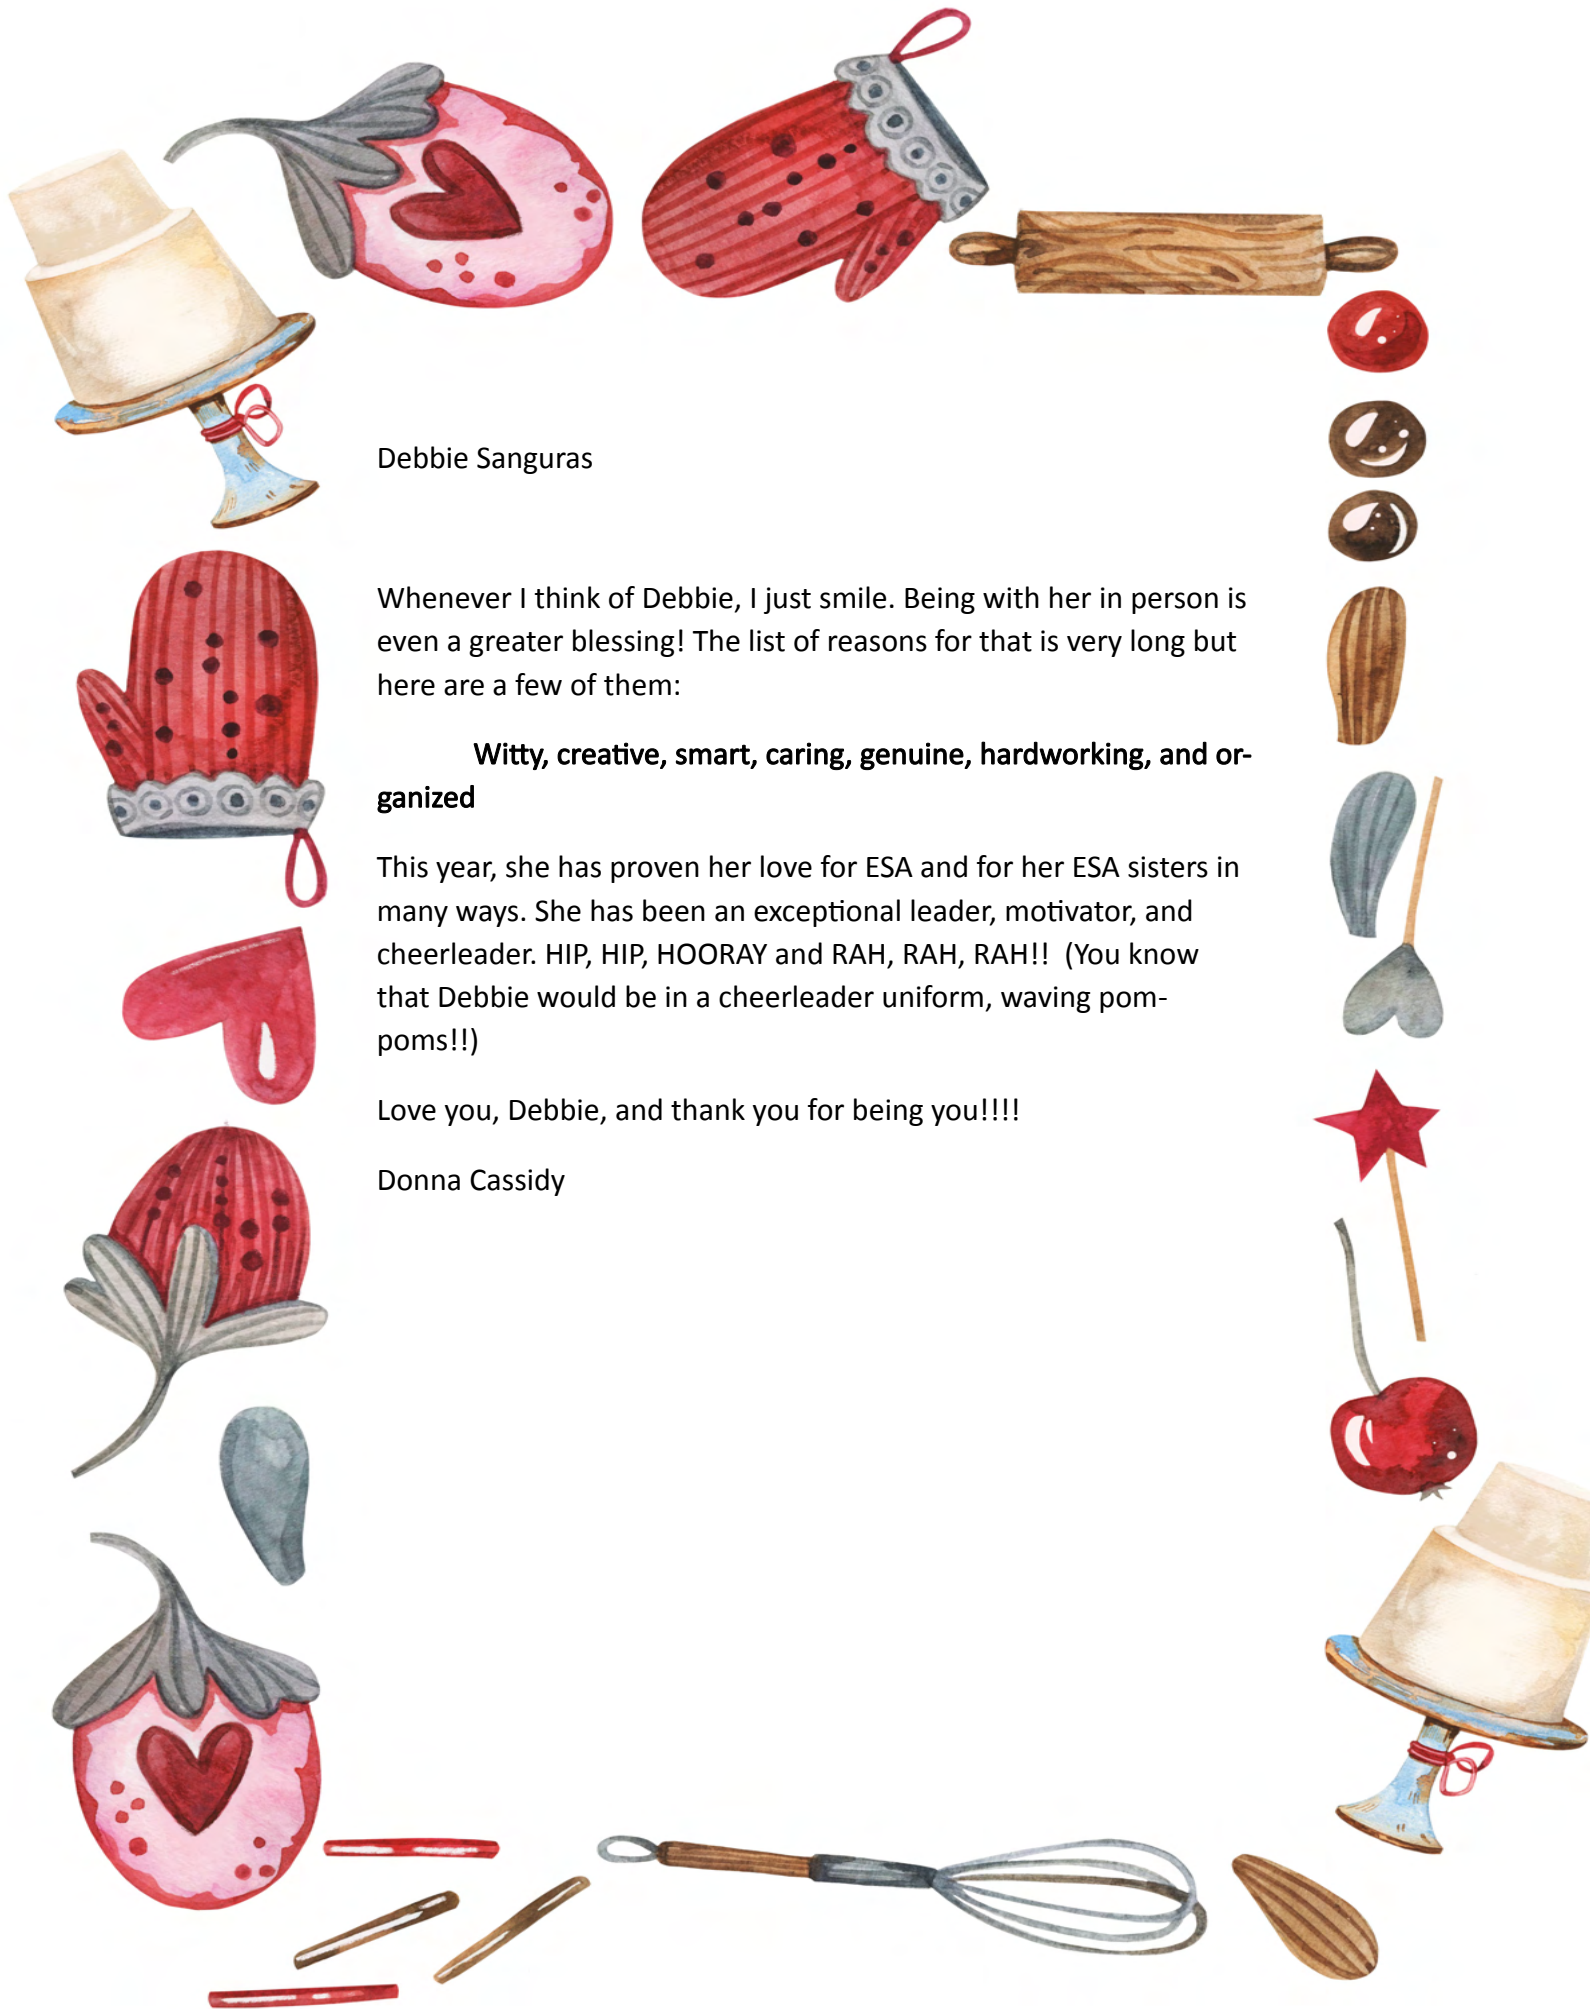 Debbie Sanguras
Whenever I think of Debbie, I just smile. Being with her in person is
even a greater blessing! The list of reasons for that is very long but
here are a few of them:
Witty, creative, smart, caring, genuine, hardworking, and or-
ganized
This year, she has proven her love for ESA and for her ESA sisters in
many ways. She has been an exceptional leader, motivator, and
cheerleader. HIP, HIP, HOORAY and RAH, RAH, RAH!!  (You know
that Debbie would be in a cheerleader uniform, waving pom-
poms!!)
Love you, Debbie, and thank you for being you!!!!
Donna Cassidy